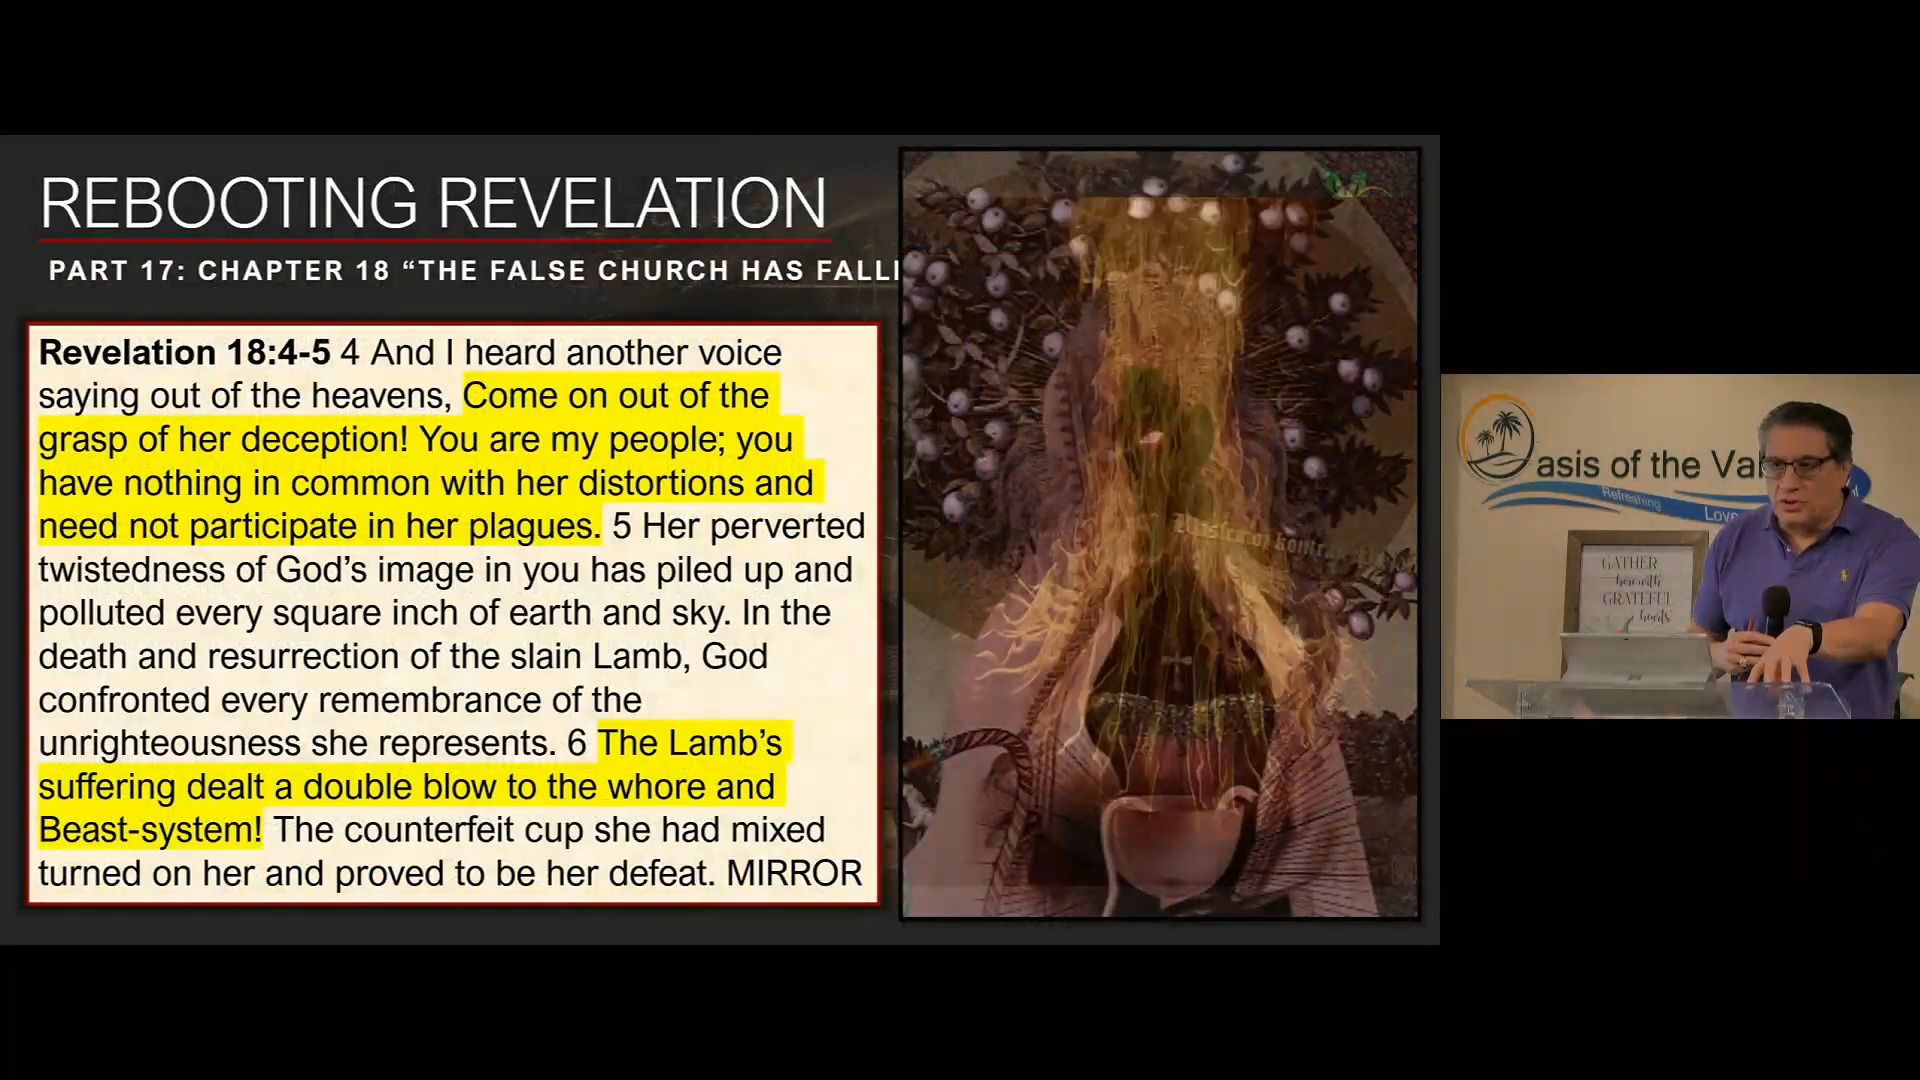 REBOOTING REVELATION
PART 17: CHAPTER 18 “THE FALSE CHURCH HAS FALL
Revelation 18:4-5 4 And I heard another voice
saying out of the heavens, Come on out of the
grasp of her deception! You are my people; you
have nothing in common with her distortions and
need not participate in her plagues. 5 Her perverted
twistedness of God’s image in you has piled up and
polluted every square inch of earth and sky. In the
death and resurrection of the slain Lamb, God
confronted every remembrance of the
unrighteousness she represents. 6 The Lamb’s
suffering dealt a double blow to the whore and
Beast-system! The counterfeit cup she had mixed
turned on her and proved to be her defeat. MIRROR
asis of the Val
Refreshing
Love
GATHER
here with
GRATEFUL
hearts